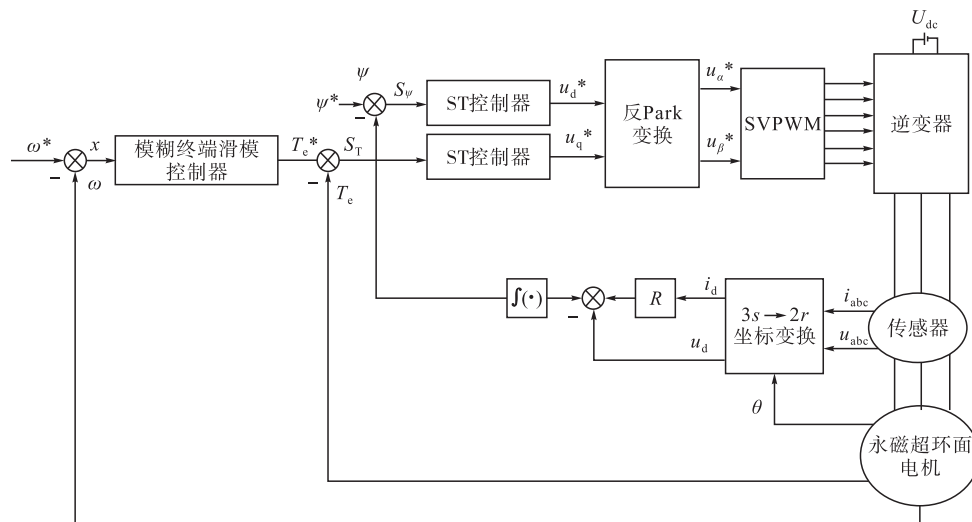 U_dc
ψ
ψ*
S_ψ
ST控制器
u_d*
反Park
变换
u_α*
SVPWM
逆变器
ω*
x
模糊终端滑模
控制器
T_e*
S_T
ST控制器
u_q*
u_β*
−
ω
−
T_e
−
∫(·)
−
R
i_d
3s→2r
坐标变换
i_abc
传感器
u_d
u_abc
θ
永磁超环面
电机